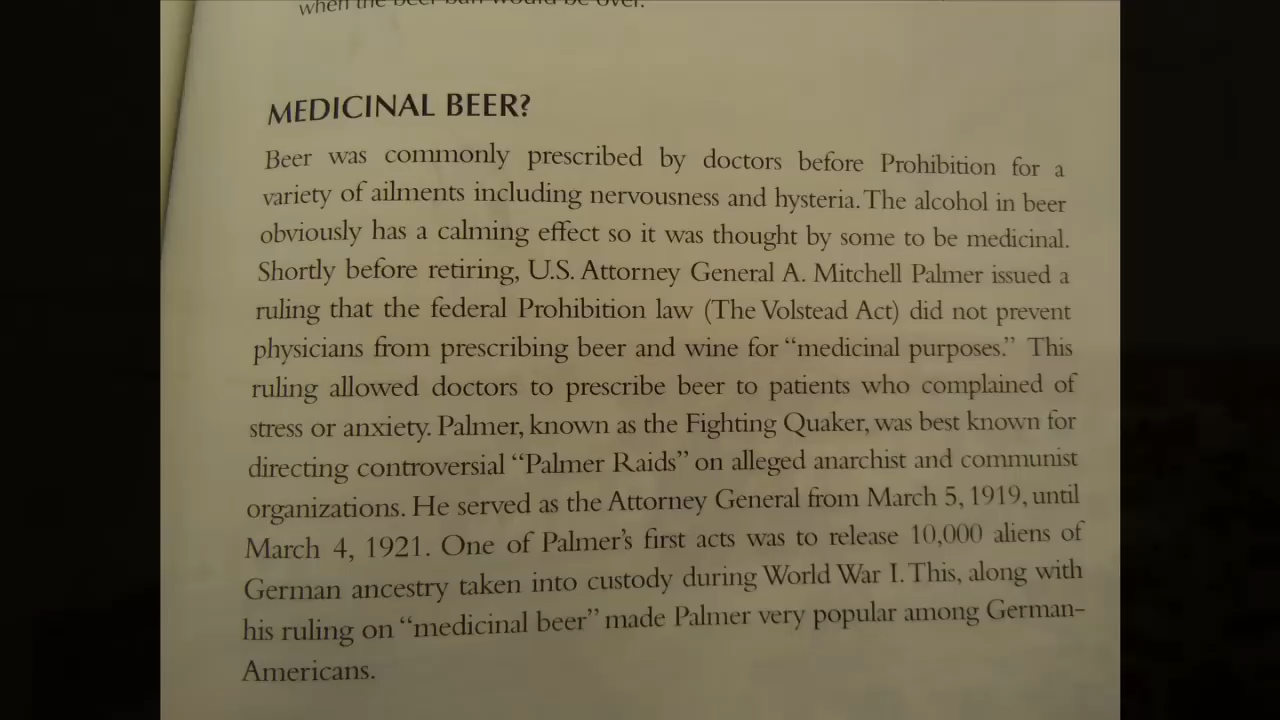 when the beer ban would be over.
MEDICINAL BEER?
Beer was commonly prescribed by doctors before Prohibition for a
variety of ailments including nervousness and hysteria. The alcohol in beer
obviously has a calming effect so it was thought by some to be medicinal.
Shortly before retiring, U.S. Attorney General A. Mitchell Palmer issued a
ruling that the federal Prohibition law (The Volstead Act) did not prevent
physicians from prescribing beer and wine for “medicinal purposes.” This
ruling allowed doctors to prescribe beer to patients who complained of
stress or anxiety. Palmer, known as the Fighting Quaker, was best known for
directing controversial “Palmer Raids” on alleged anarchist and communist
organizations. He served as the Attorney General from March 5, 1919, until
March 4, 1921. One of Palmer’s first acts was to release 10,000 aliens of
German ancestry taken into custody during World War I. This, along with
his ruling on “medicinal beer” made Palmer very popular among German-
Americans.